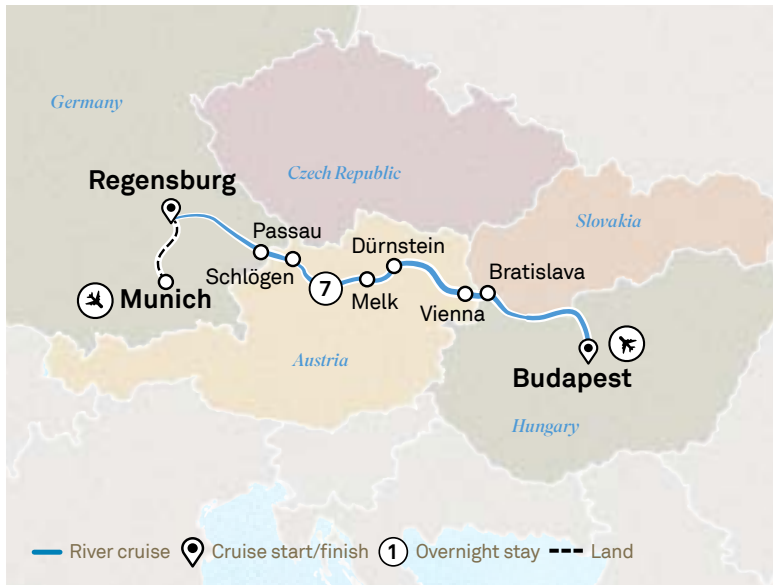 Germany
Czech Republic
Regensburg
Slovakia
Passau
Dürnstein
Schlögen
Bratislava
7
Munich
Melk
Vienna
Austria
Budapest
Hungary
River cruise
Cruise start/finish
1 Overnight stay
Land